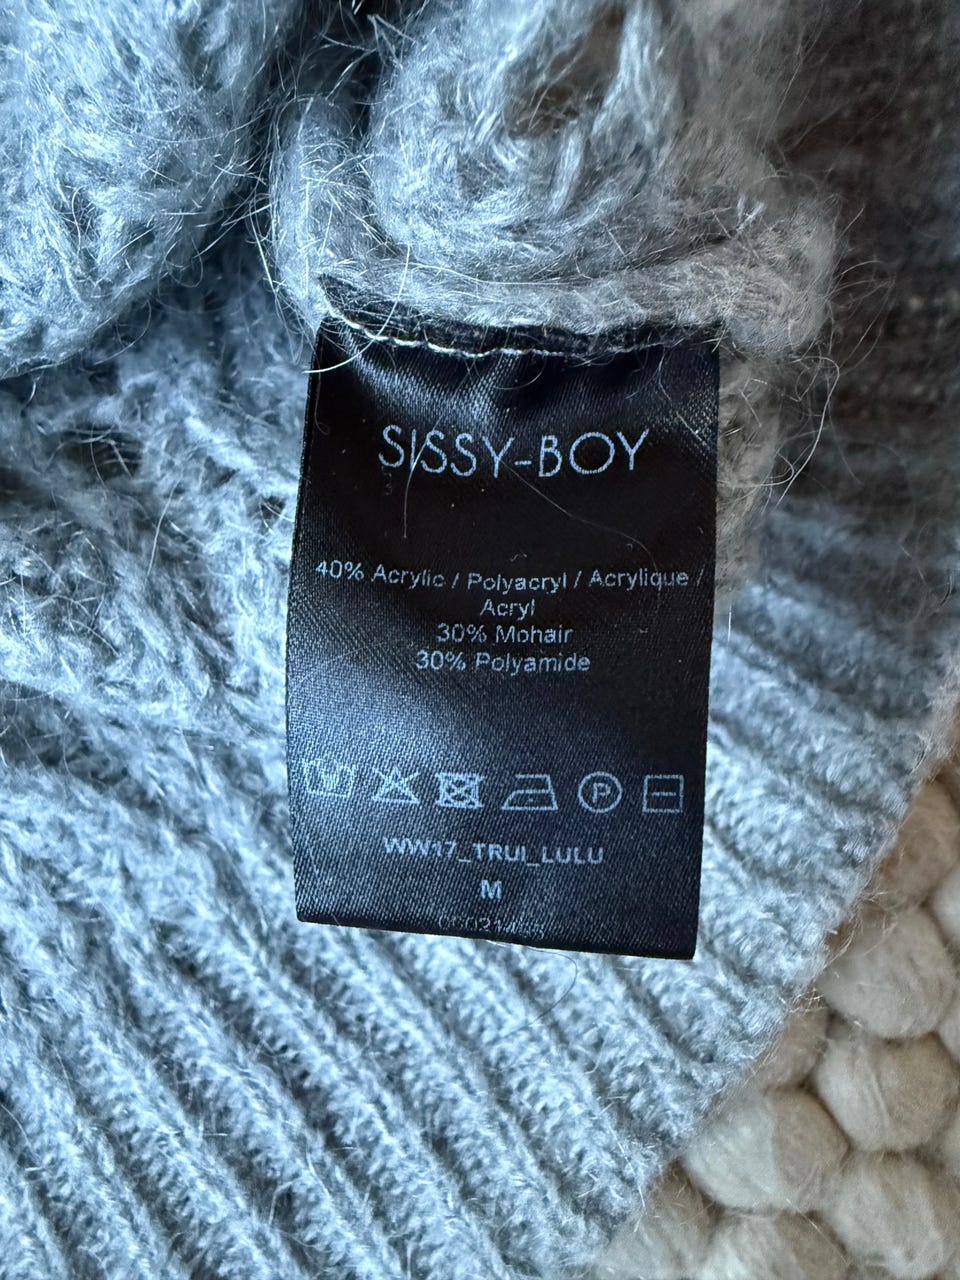 SISSY-BOY
40% Acrylic / Polyacryl / Acrylique /
Acryl
30% Mohair
30% Polyamide
P
WW17_TRUI_LULU
M